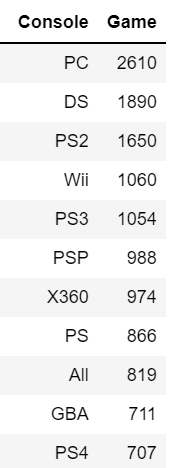 Console Game
PC 2610
DS 1890
PS2 1650
Wii 1060
PS3 1054
PSP 988
X360 974
PS 866
All 819
GBA 711
PS4 707